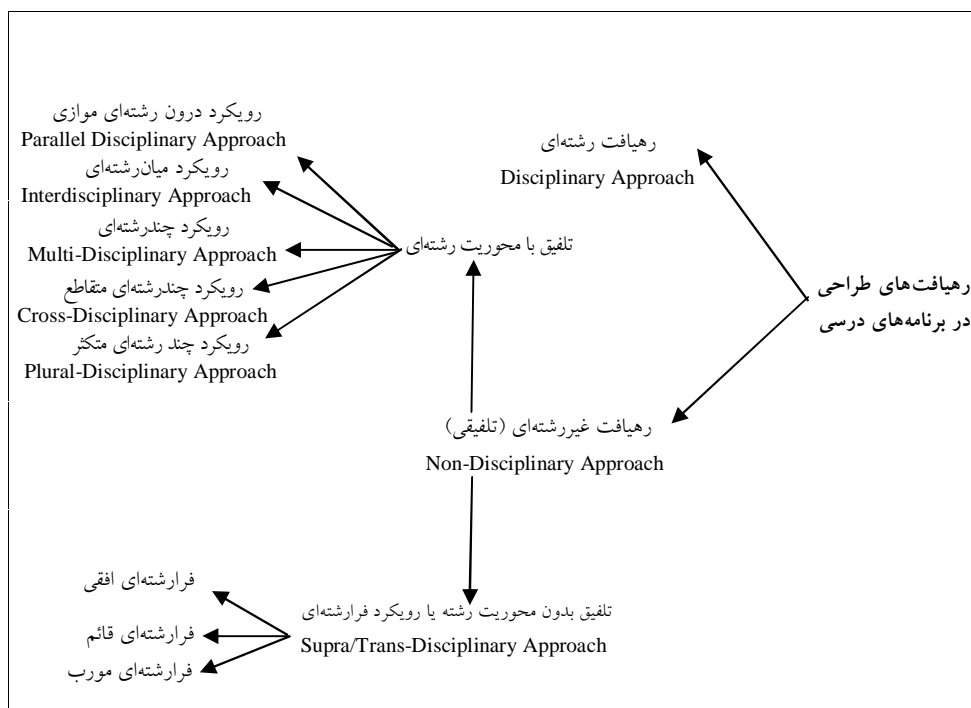 رهیافت‌های طراحی
در برنامه‌های درسی
رهیافت رشته‌ای
Disciplinary Approach
رهیافت غیررشته‌ای (تلفیقی)
Non-Disciplinary Approach
تلفیق با محوریت رشته‌ای
رویکرد درون رشته‌ای موازی
Parallel Disciplinary Approach
رویکرد میان‌رشته‌ای
Interdisciplinary Approach
رویکرد چندرشته‌ای
Multi-Disciplinary Approach
رویکرد چندرشته‌ای متقاطع
Cross-Disciplinary Approach
رویکرد چند رشته‌ای متکثر
Plural-Disciplinary Approach
تلفیق بدون محوریت رشته یا رویکرد فرارشته‌ای
Supra/Trans-Disciplinary Approach
فرارشته‌ای افقی
فرارشته‌ای قائم
فرارشته‌ای مورب